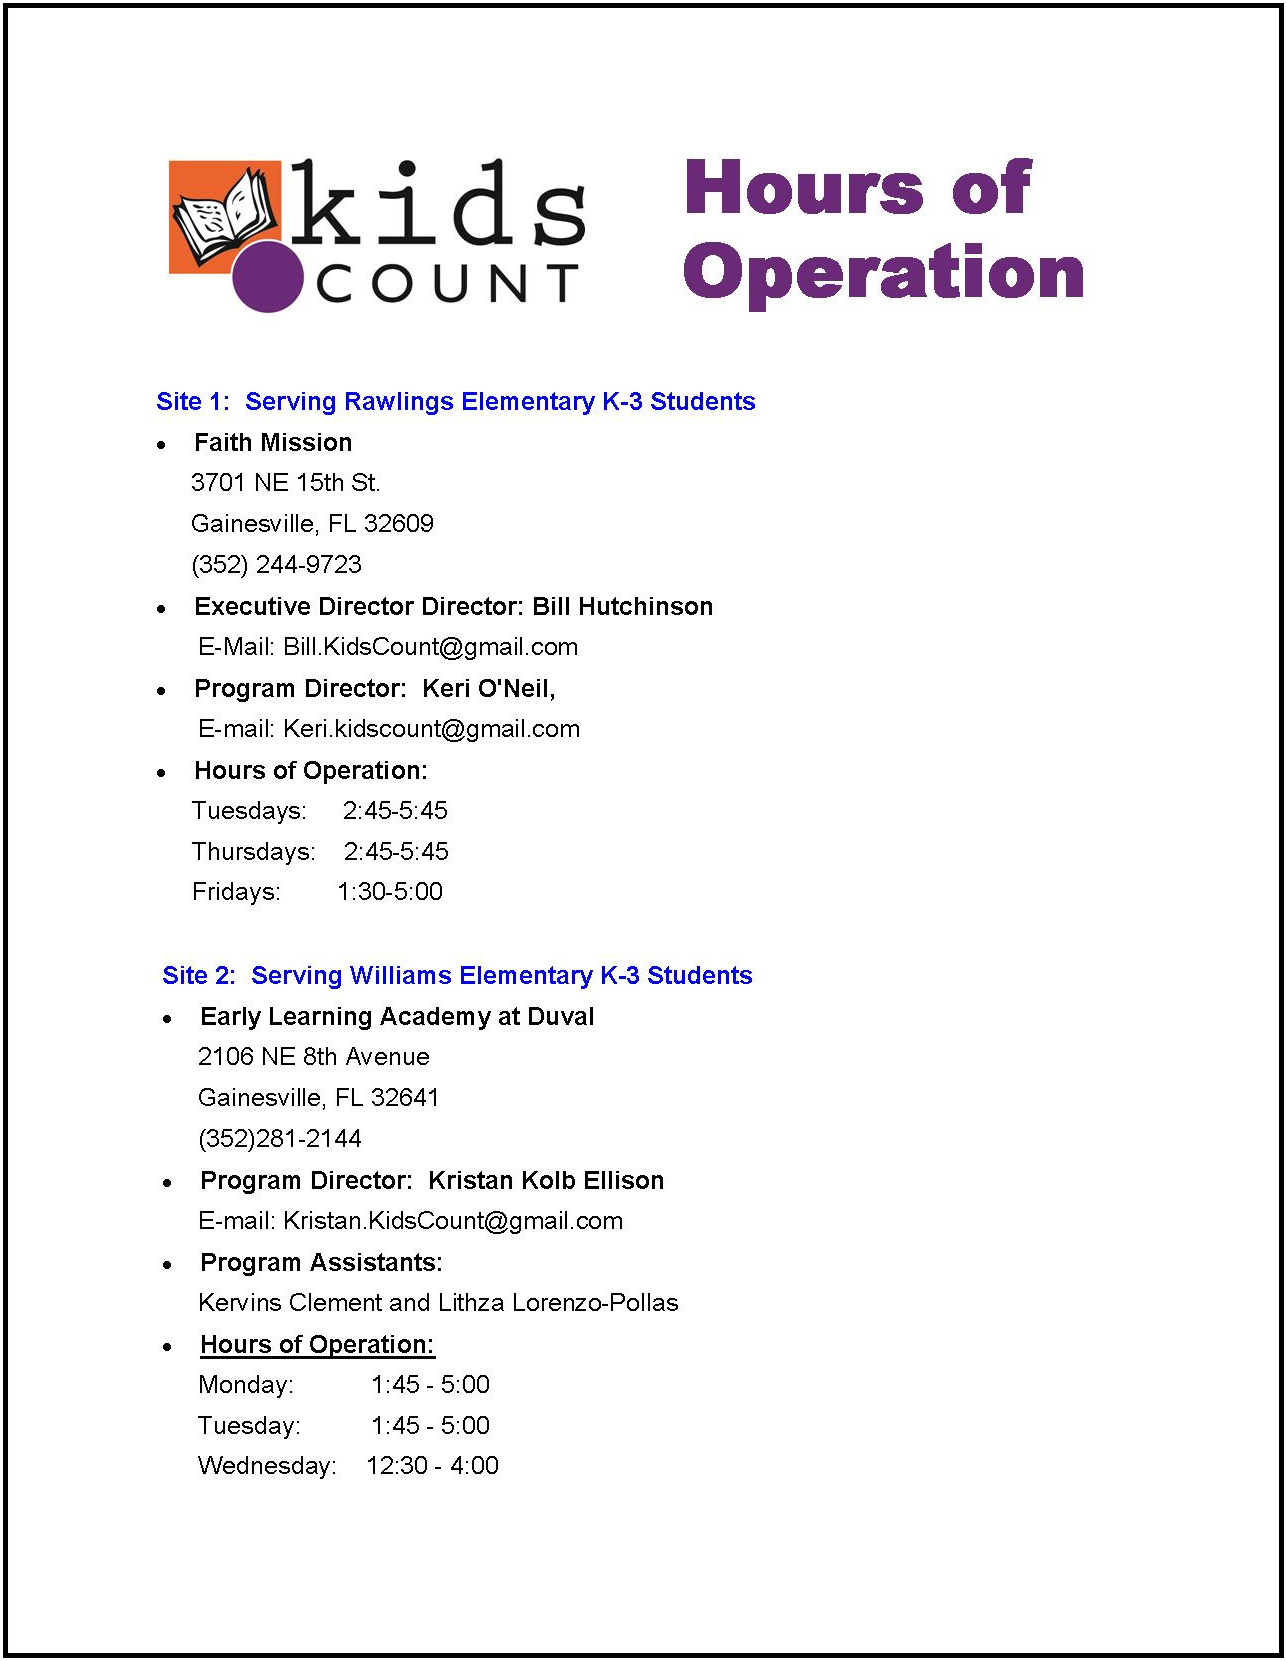 kids
COUNT
Hours of
Operation
Site 1:  Serving Rawlings Elementary K-3 Students
• Faith Mission
3701 NE 15th St.
Gainesville, FL 32609
(352) 244-9723
• Executive Director Director: Bill Hutchinson
E-Mail: Bill.KidsCount@gmail.com
• Program Director:  Keri O'Neil,
E-mail: Keri.kidscount@gmail.com
• Hours of Operation:
Tuesdays: 2:45-5:45
Thursdays: 2:45-5:45
Fridays: 1:30-5:00
Site 2:  Serving Williams Elementary K-3 Students
• Early Learning Academy at Duval
2106 NE 8th Avenue
Gainesville, FL 32641
(352)281-2144
• Program Director:  Kristan Kolb Ellison
E-mail: Kristan.KidsCount@gmail.com
• Program Assistants:
Kervins Clement and Lithza Lorenzo-Pollas
• Hours of Operation:
Monday: 1:45 - 5:00
Tuesday: 1:45 - 5:00
Wednesday: 12:30 - 4:00